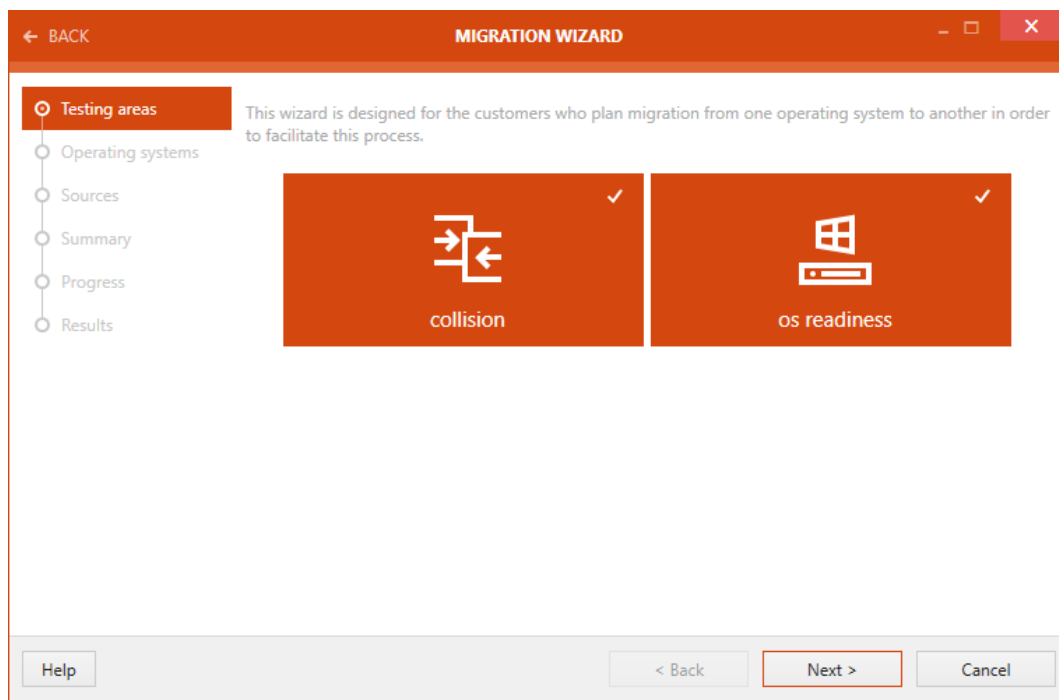 BACK
MIGRATION WIZARD
Testing areas
Operating systems
Sources
Summary
Progress
Results
This wizard is designed for the customers who plan migration from one operating system to another in order
to facilitate this process.
collision
os readiness
Help
< Back
Next >
Cancel